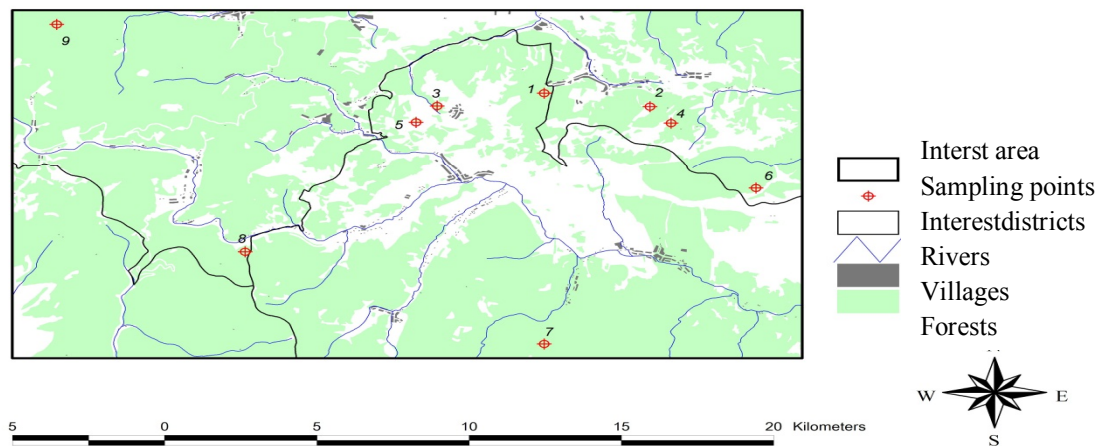 9
3
1
2
5
4
6
8
7
Interst area
Sampling points
Interestdistricts
Rivers
Villages
Forests
W E
S
5 0 5 10 15 20 Kilometers